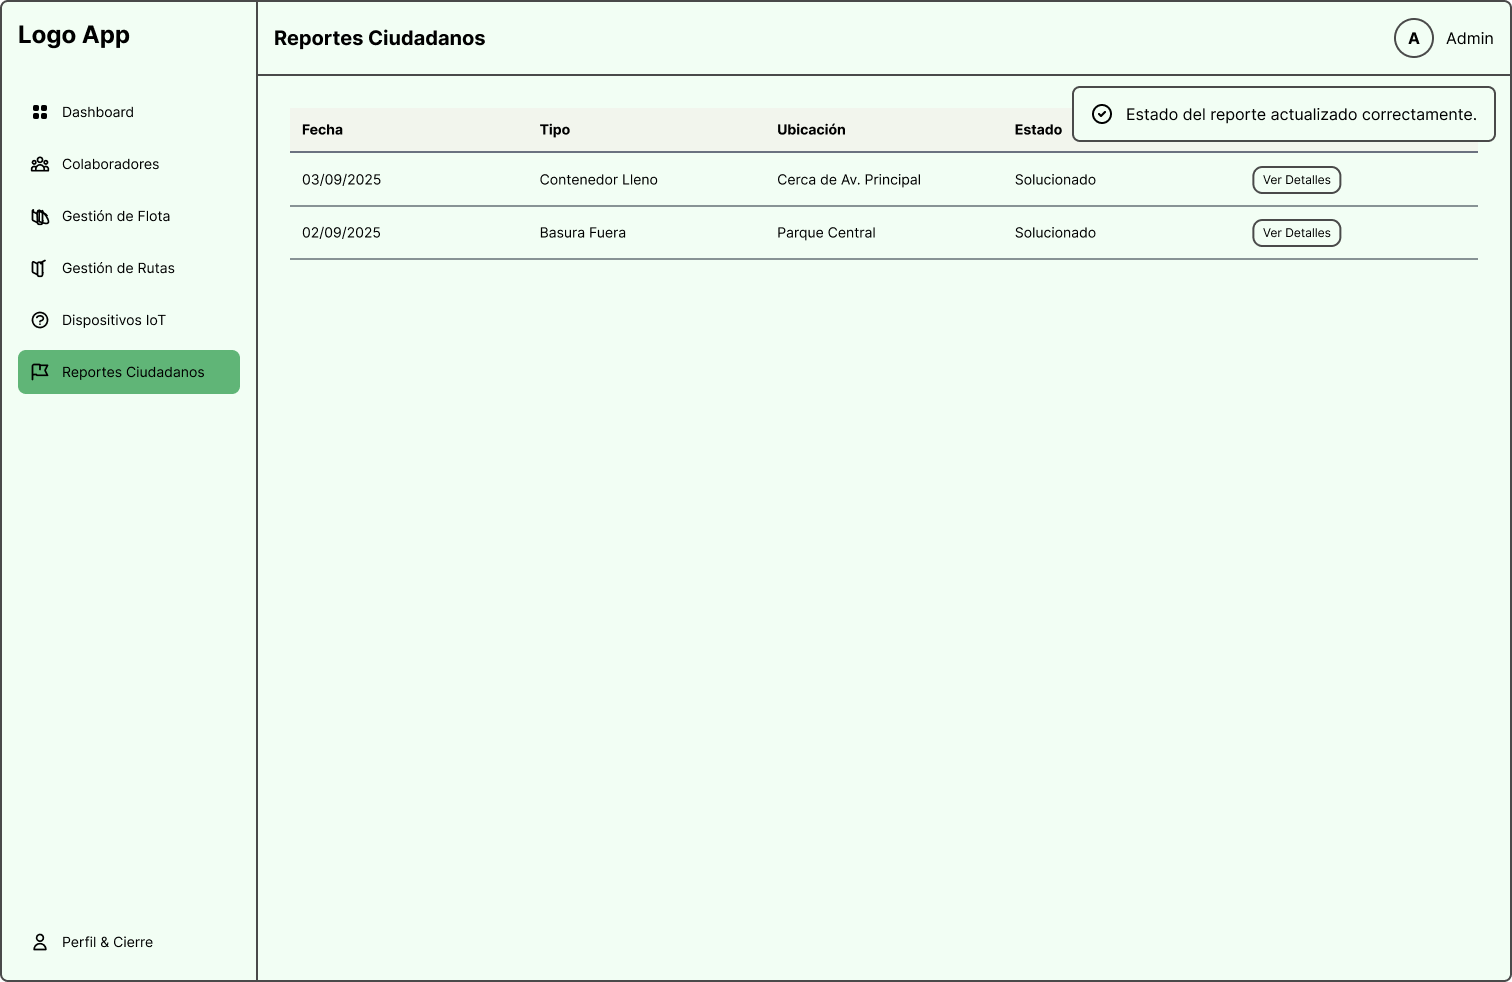 Logo App
Dashboard
Colaboradores
Gestión de Flota
Gestión de Rutas
Dispositivos IoT
Reportes Ciudadanos
Perfil & Cierre
Reportes Ciudadanos
A Admin
Estado del reporte actualizado correctamente.
Fecha Tipo Ubicación Estado
03/09/2025 Contenedor Lleno Cerca de Av. Principal Solucionado Ver Detalles
02/09/2025 Basura Fuera Parque Central Solucionado Ver Detalles